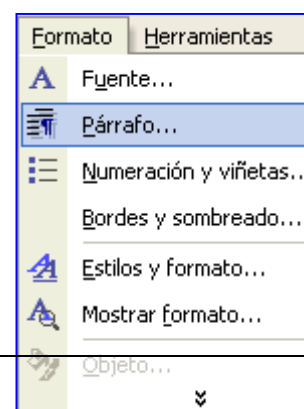 Formato Herramientas
Fuente...
Párrafo...
Numeración y viñetas..
Bordes y sombreado...
Estilos y formato...
Mostrar formato...
Objeto...